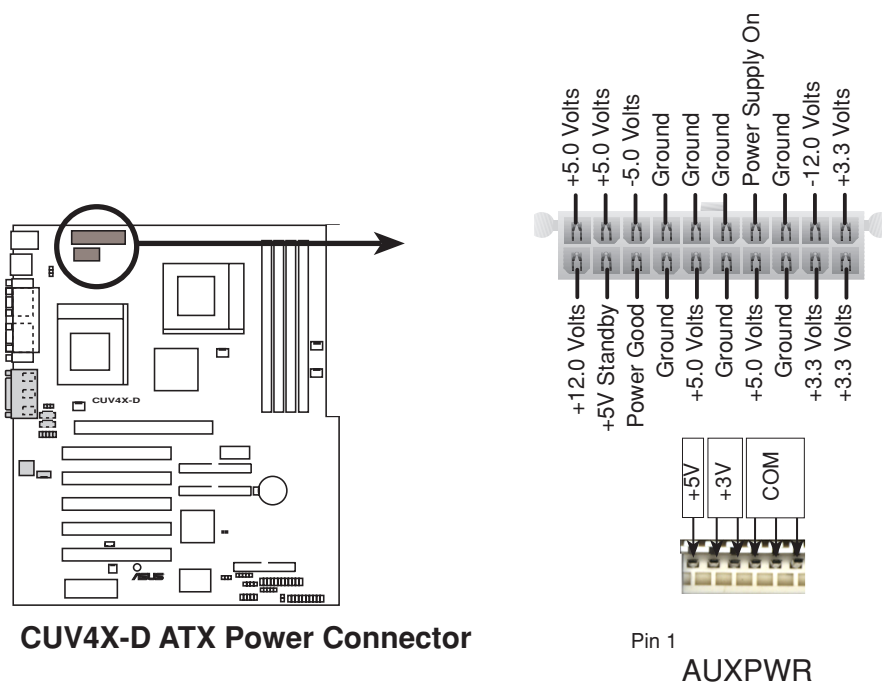 +5.0 Volts
+5.0 Volts
-5.0 Volts
Ground
Ground
Ground
Power Supply On
Ground
-12.0 Volts
+3.3 Volts
+12.0 Volts
+5V Standby
Power Good
Ground
+5.0 Volts
Ground
+5.0 Volts
Ground
+3.3 Volts
+3.3 Volts
CUV4X-D
/SUS
+5V
+3V
COM
CUV4X-D ATX Power Connector
Pin 1
AUXPWR